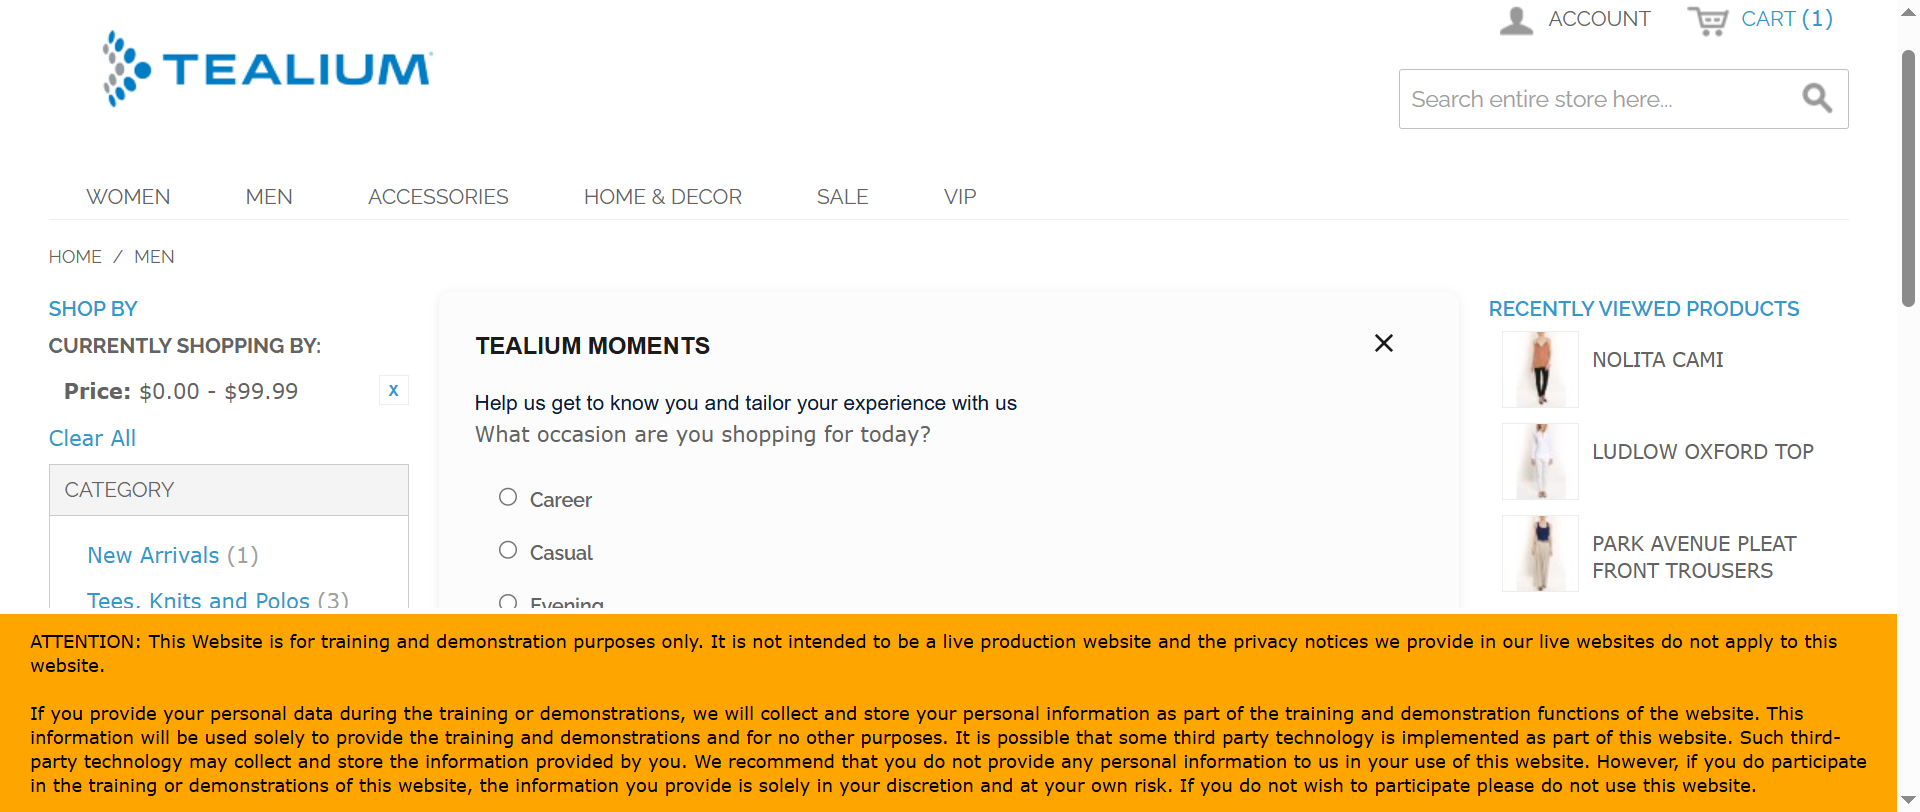 TEALIUM
ACCOUNT
CART (1)
Search entire store here...
WOMEN
MEN
ACCESSORIES
HOME & DECOR
SALE
VIP
HOME / MEN
SHOP BY
CURRENTLY SHOPPING BY:
Price: $0.00 - $99.99
X
Clear All
CATEGORY
New Arrivals (1)
Tees, Knits and Polos (3)
TEALIUM MOMENTS
Help us get to know you and tailor your experience with us
What occasion are you shopping for today?
Career
Casual
Evening
RECENTLY VIEWED PRODUCTS
NOLITA CAMI
LUDLOW OXFORD TOP
PARK AVENUE PLEAT
FRONT TROUSERS
ATTENTION: This Website is for training and demonstration purposes only. It is not intended to be a live production website and the privacy notices we provide in our live websites do not apply to this
website.
If you provide your personal data during the training or demonstrations, we will collect and store your personal information as part of the training and demonstration functions of the website. This
information will be used solely to provide the training and demonstrations and for no other purposes. It is possible that some third party technology is implemented as part of this website. Such third-
party technology may collect and store the information provided by you. We recommend that you do not provide any personal information to us in your use of this website. However, if you do participate
in the training or demonstrations of this website, the information you provide is solely in your discretion and at your own risk. If you do not wish to participate please do not use this website.